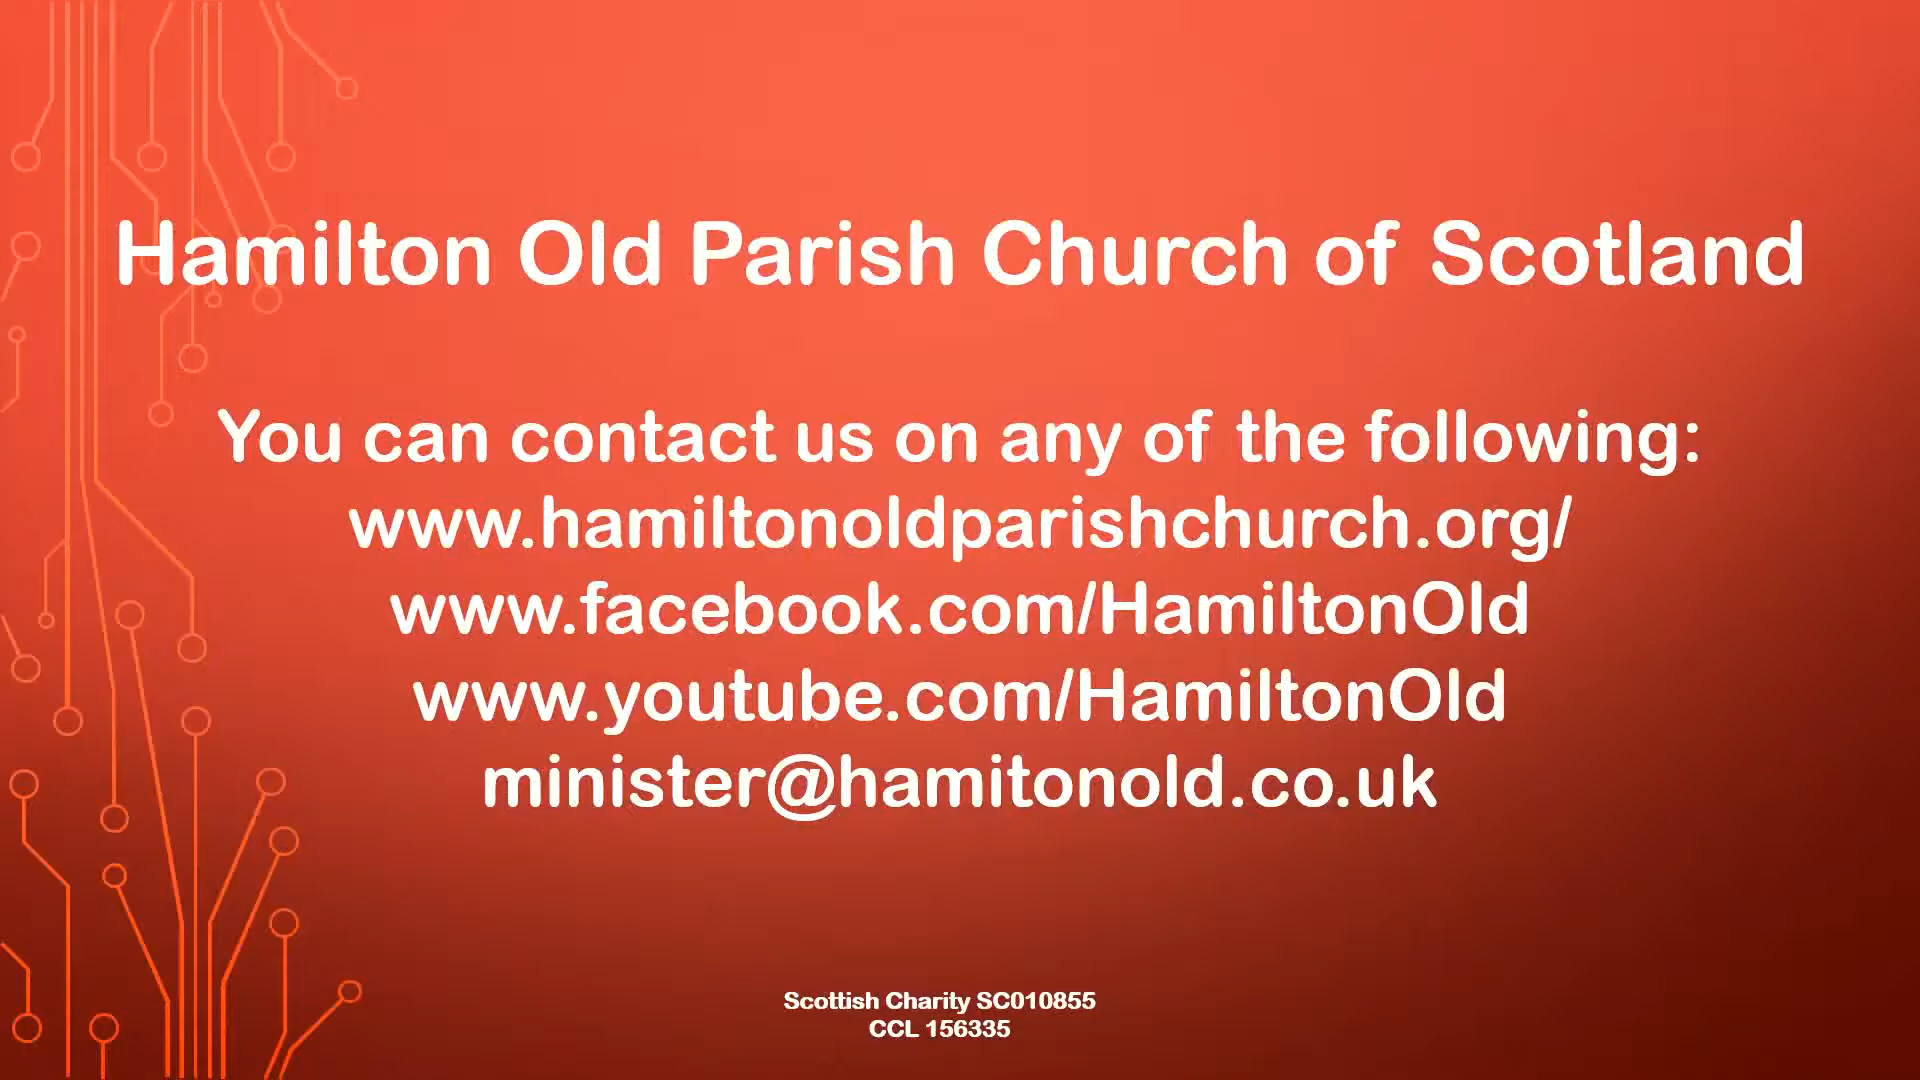 Hamilton Old Parish Church of Scotland
You can contact us on any of the following:
www.hamiltonoldparishchurch.org/
www.facebook.com/HamiltonOld
www.youtube.com/HamiltonOld
minister@hamitonold.co.uk
Scottish Charity SC010855
CCL 156335